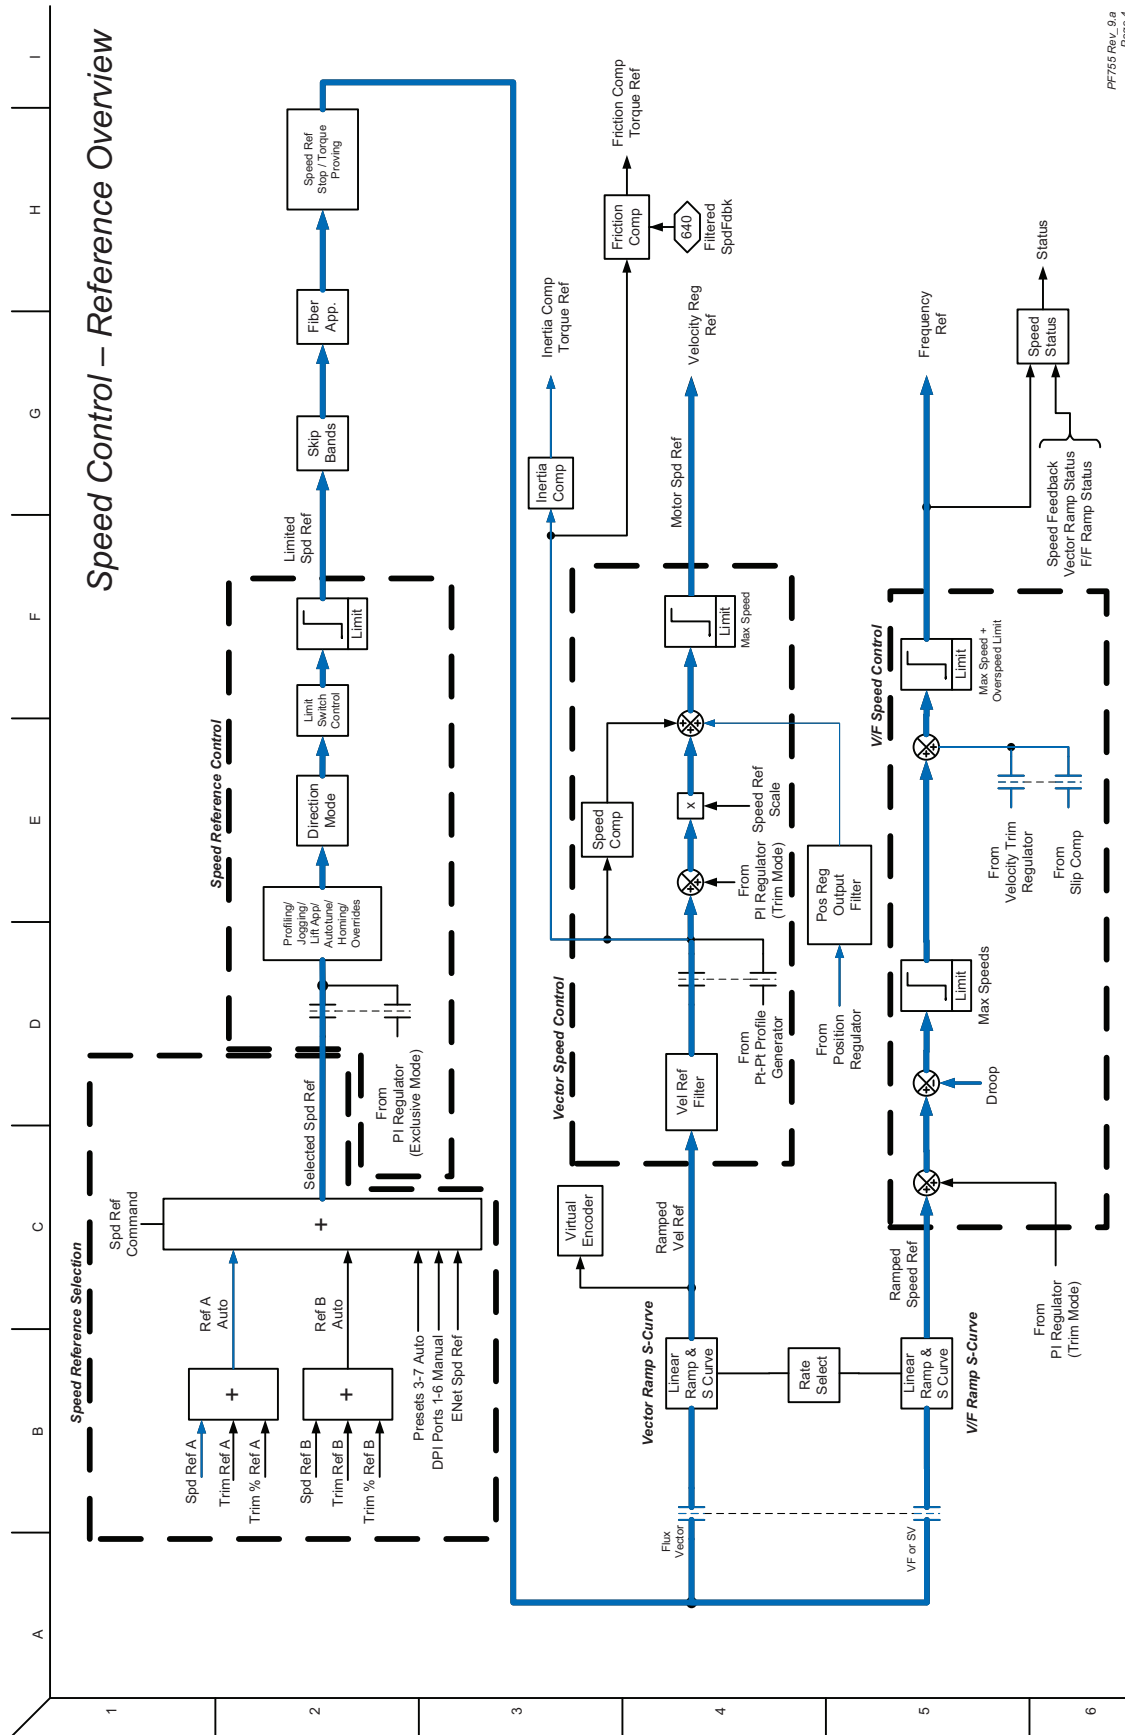 Speed Control – Reference Overview
A
B
C
D
E
F
G
H
I
1
2
3
4
5
6
Speed Reference Selection
Spd Ref A
Trim Ref A
Trim % Ref A
+
Ref A
Auto
Spd Ref B
Trim Ref B
Trim % Ref B
+
Ref B
Auto
Presets 3-7 Auto
DPI Ports 1-6 Manual
ENet Spd Ref
Spd Ref
Command
+
Selected Spd Ref
From
PI Regulator
(Exclusive Mode)
Speed Reference Control
Profiling/
Jogging/
Lift App/
Autotune/
Homing/
Overrides
Direction
Mode
Limit
Switch
Control
Limit
Limited
Spd Ref
Skip
Bands
Fiber
App.
Speed Ref
Stop / Torque
Proving
Flux
Vector
VF or SV
Vector Ramp S-Curve
Linear
Ramp &
S Curve
Rate
Select
Linear
Ramp &
S Curve
V/F Ramp S-Curve
Virtual
Encoder
Ramped
Vel Ref
Vector Speed Control
Vel Ref
Filter
From
Pt-Pt Profile
Generator
Speed
Comp
+
+
From
PI Regulator
(Trim Mode)
x
Speed Ref
Scale
+
+
+
Limit
Max Speed
Motor Spd Ref
Velocity Reg
Ref
Inertia
Comp
Inertia Comp
Torque Ref
Friction
Comp
Friction Comp
Torque Ref
640
Filtered
SpdFdbk
From
Position
Regulator
Pos Reg
Output
Filter
Ramped
Speed Ref
From
PI Regulator
(Trim Mode)
V/F Speed Control
+
+
+
-
Droop
Limit
Max Speeds
From
Velocity Trim
Regulator
From
Slip Comp
+
+
Limit
Max Speed +
Overspeed Limit
Frequency
Ref
Speed Feedback
Vector Ramp Status
F/F Ramp Status
Speed
Status
Status
PF755 Rev_9.a
Page 4